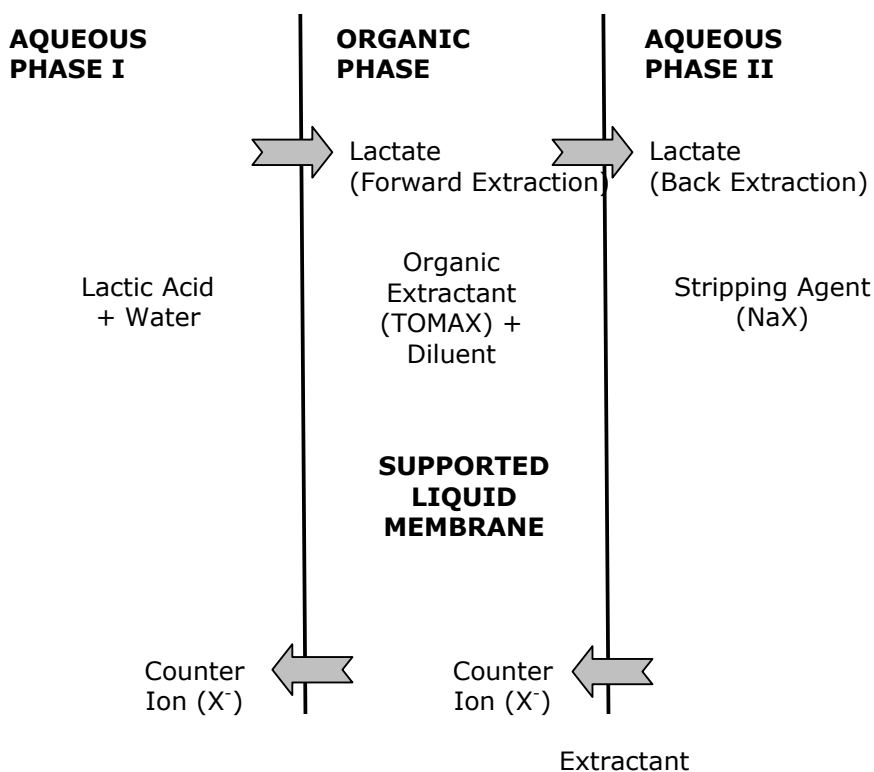 AQUEOUS
PHASE I
ORGANIC
PHASE
AQUEOUS
PHASE II
Lactate
(Forward Extraction)
Lactate
(Back Extraction)
Lactic Acid
+ Water
Organic
Extractant
(TOMAX) +
Diluent
Stripping Agent
(NaX)
SUPPORTED
LIQUID
MEMBRANE
Counter
Ion (X⁻)
Counter
Ion (X⁻)
Extractant